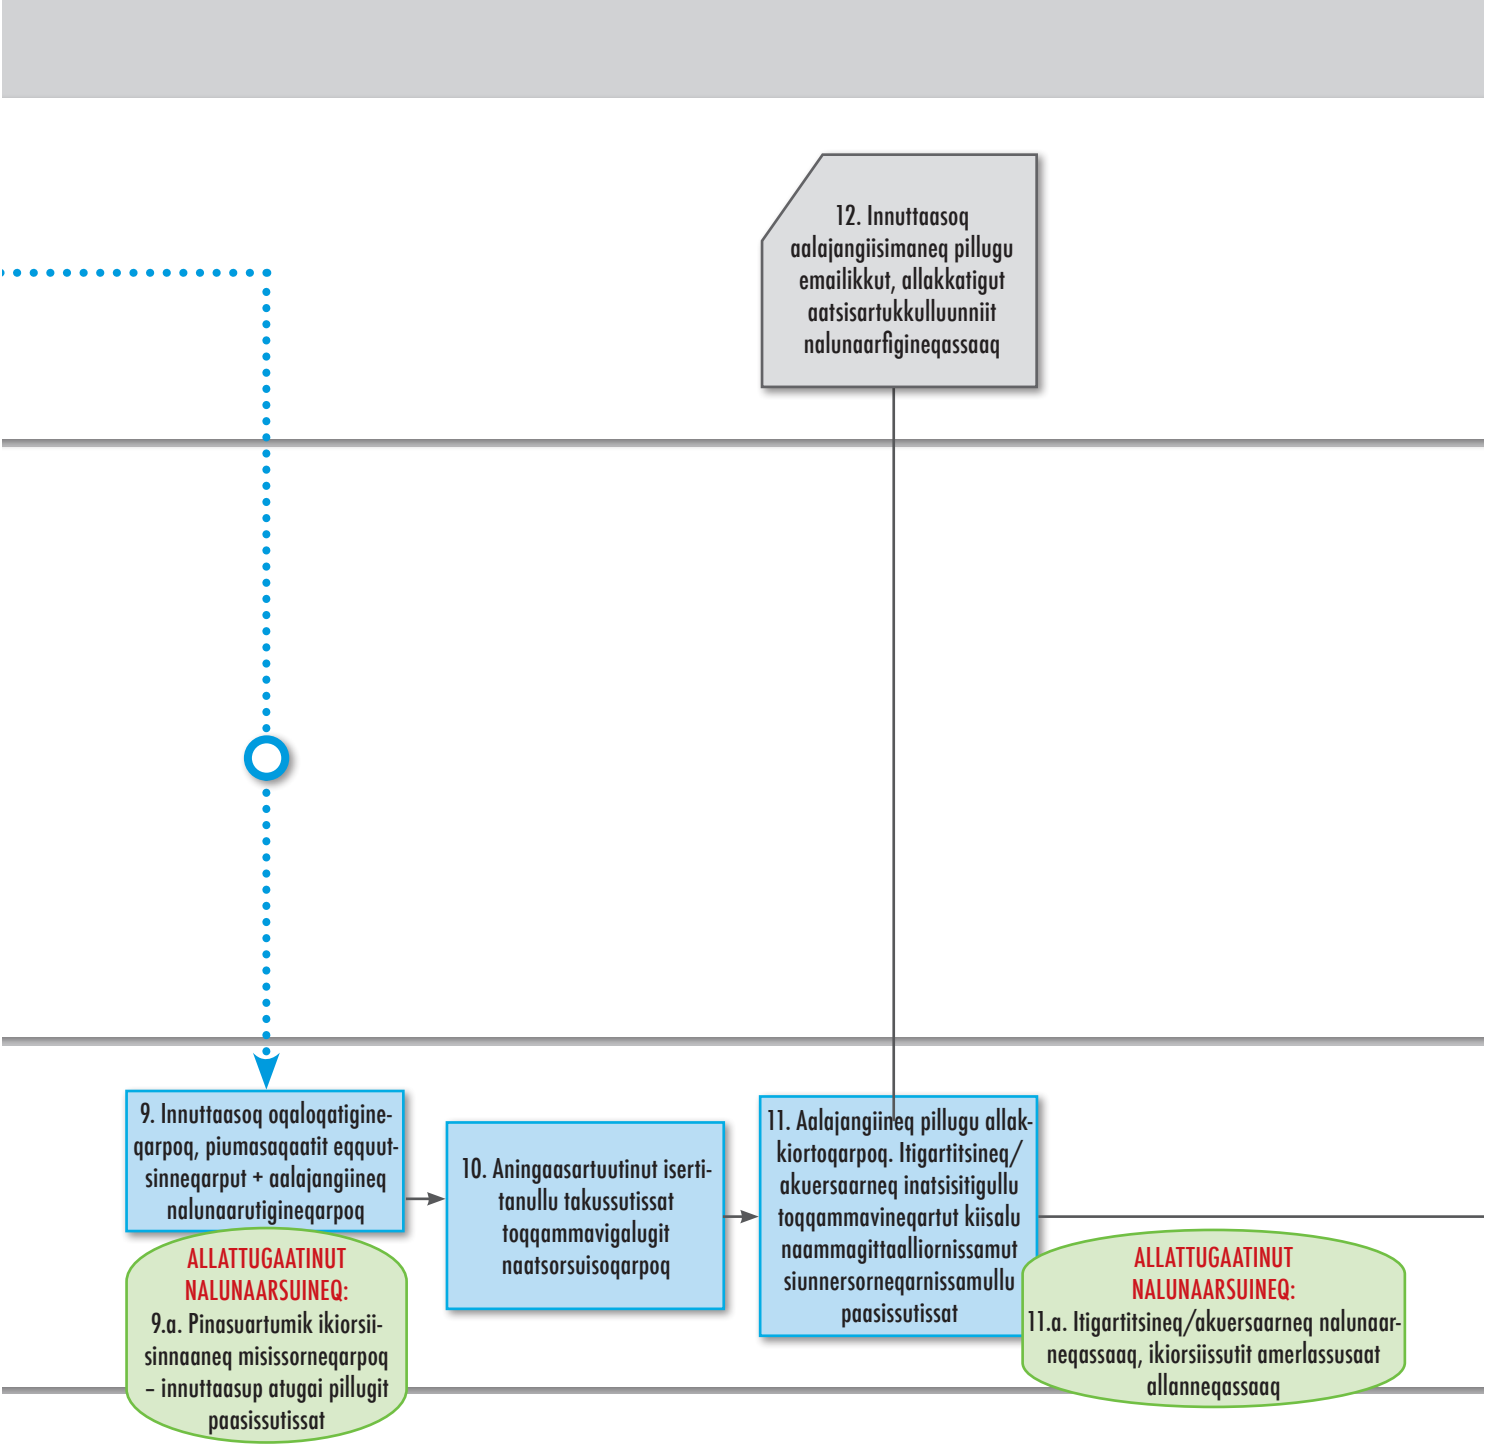 12. Innuttaasoq
aalajangiisimaneq pillugu
emailikkut, allakkatigut
aatsisartukkulluunniit
nalunaarfigineqassaaq
9. Innuttaasoq oqaloqatigine-
qarpoq, piumasaqaatit eqquut-
sinneqarput + aalajangiineq
nalunaarutigineqarpoq
ALLATTUGAATINUT
NALUNAARSUINEQ:
9.a. Pinasuartumik ikiorsii-
sinnaaneq misissorneqarpoq
– innuttaasup atugai pillugit
paasissutissat
10. Aningaasartuutinut iserti-
tanullu takussutissat
toqqammavigalugit
naatsorsuisoqarpoq
11. Aalajangiineq pillugu allak-
kiortoqarpoq. Itigartitsineq/
akuersaarneq inatsisitigullu
toqqammavineqartut kiisalu
naammagittaalliornissamut
siunnersorneqarnissamullu
paasissutissat
ALLATTUGAATINUT
NALUNAARSUINEQ:
11.a. Itigartitsineq/akuersaarneq nalunaar-
neqassaaq, ikiorsiissutit amerlassusaat
allanneqassaaq